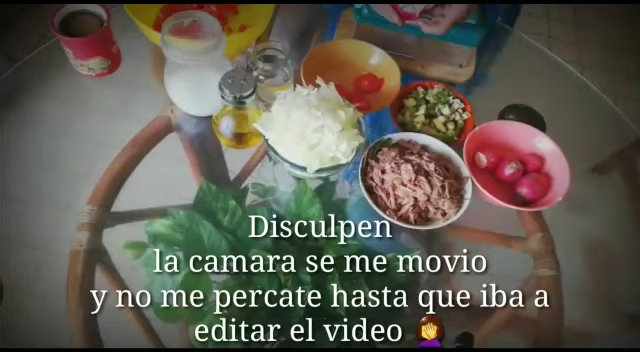 Disculpen
la camara se me movio
y no me percate hasta que iba a
editar el video 🤦‍♀️